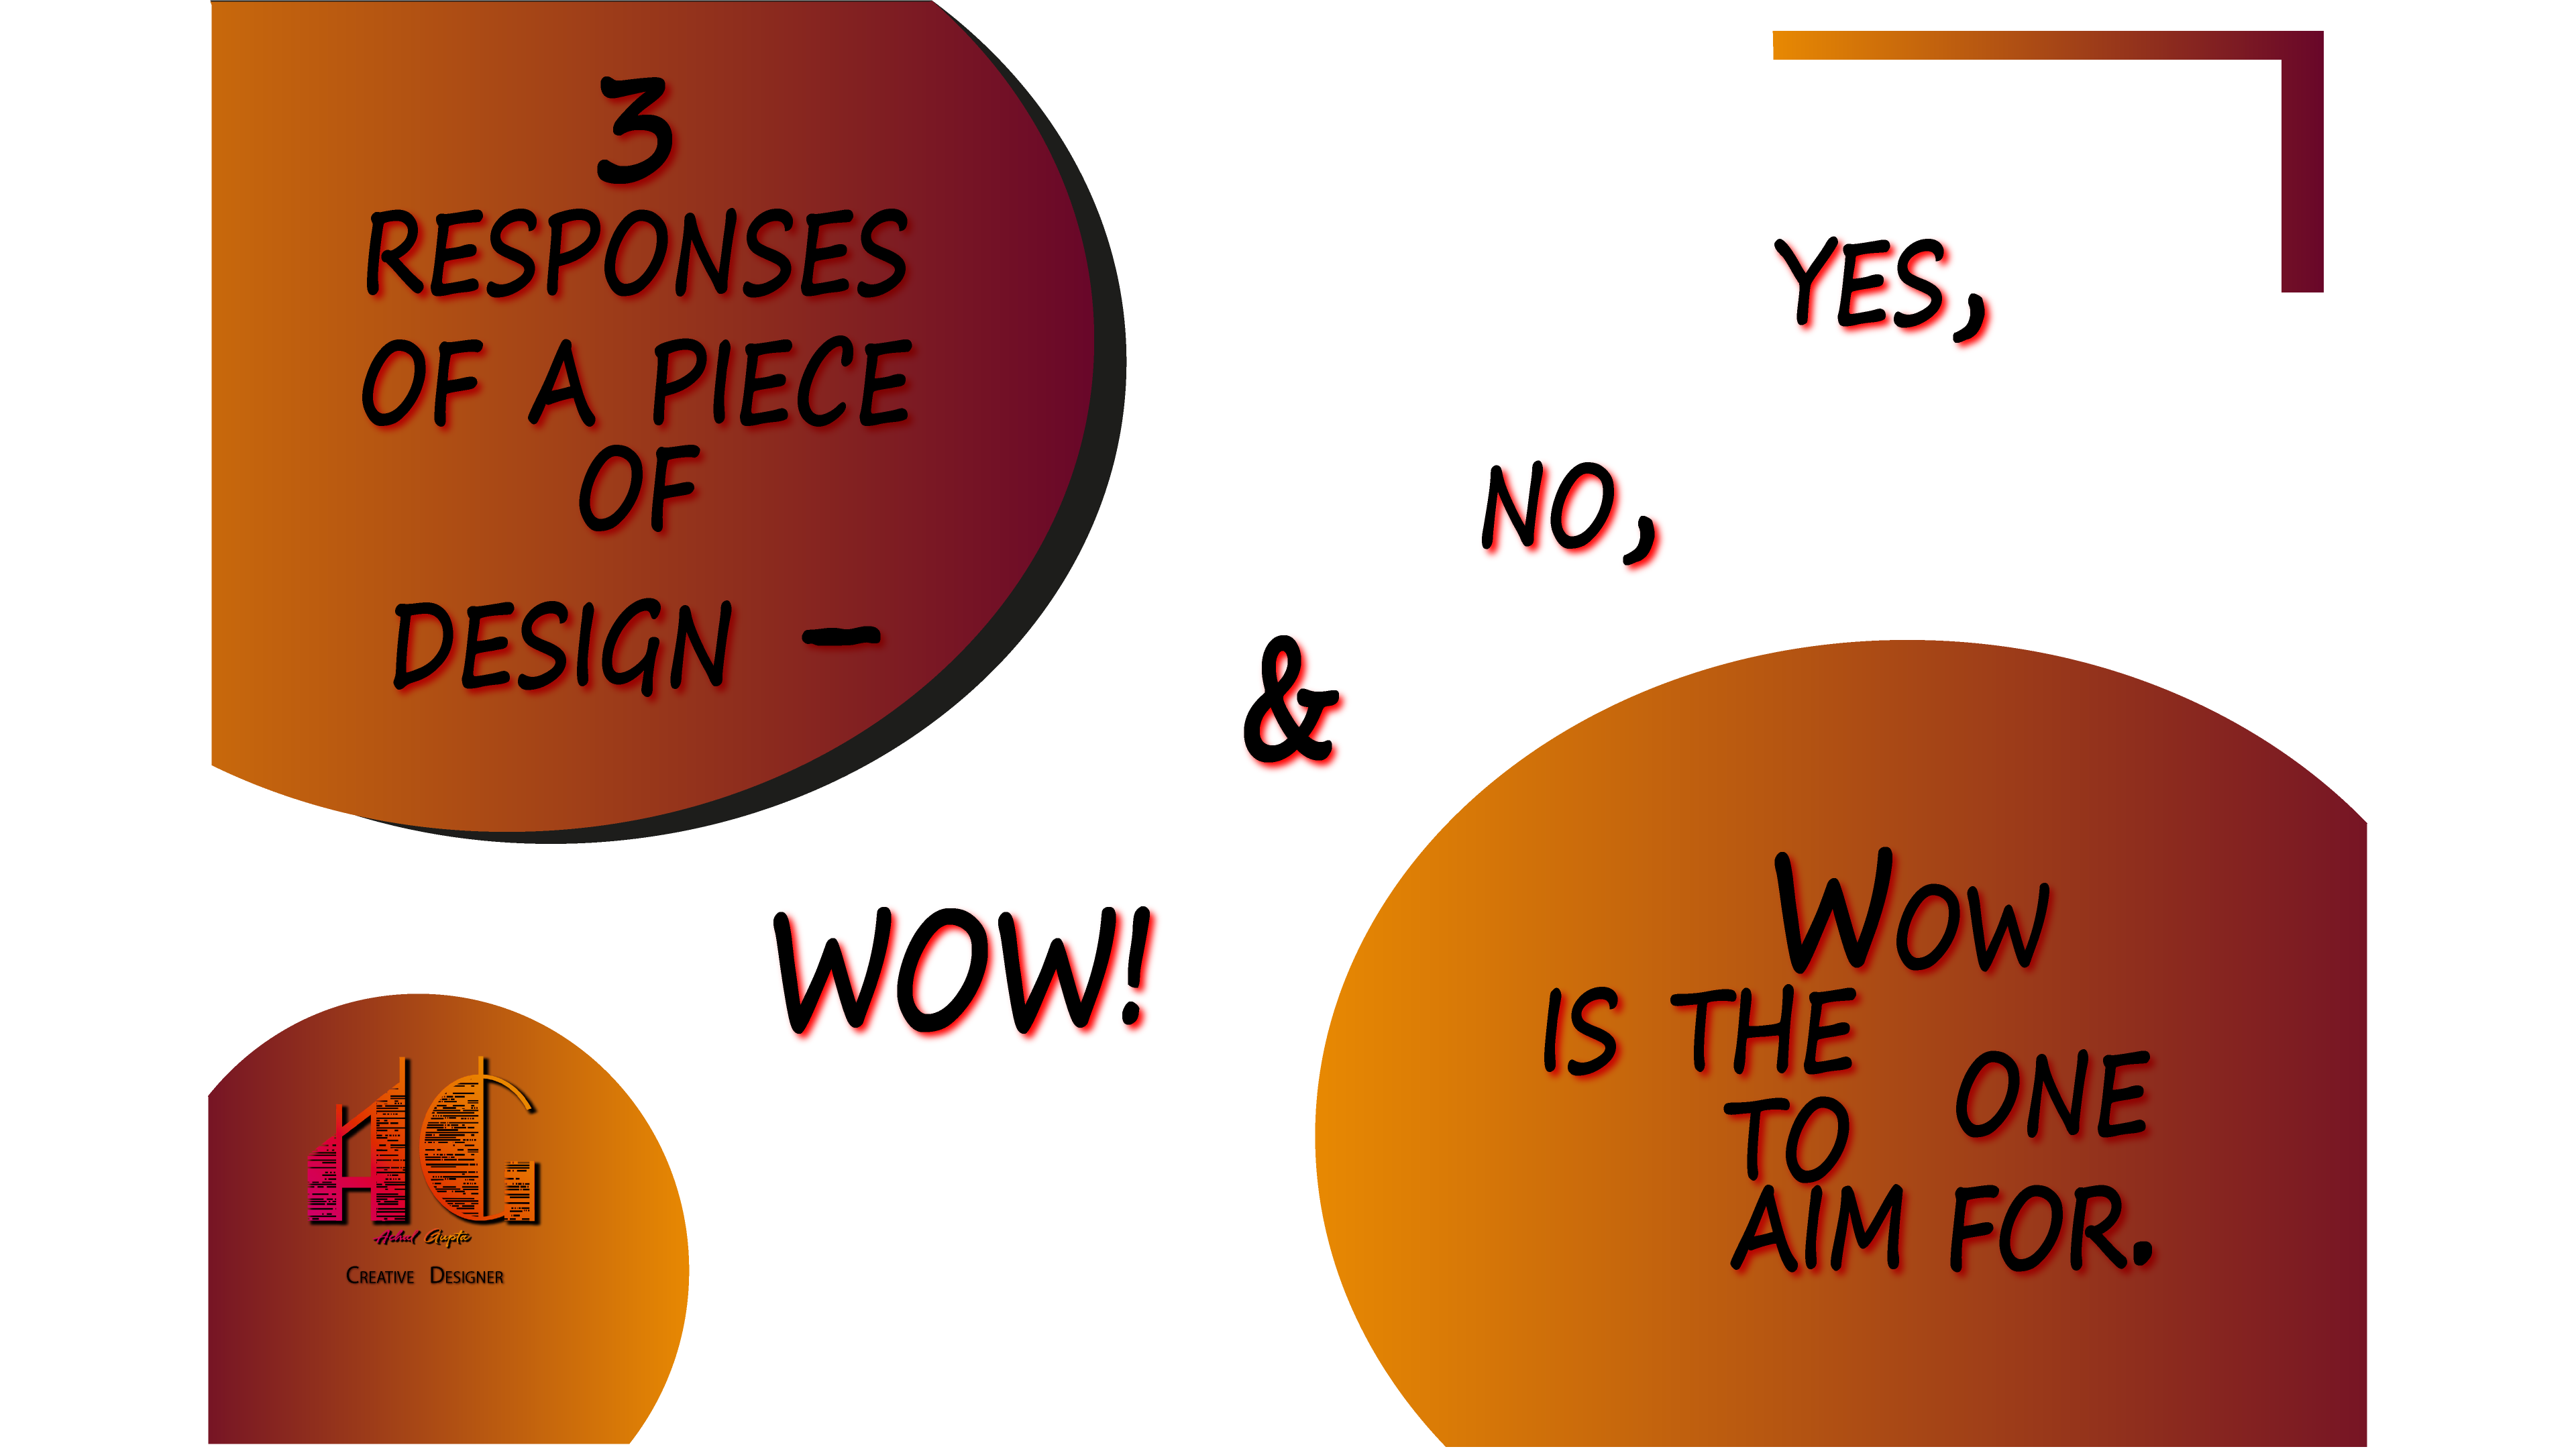 3
RESPONSES
OF A PIECE
OF
DESIGN –
YES,
NO,
&
WOW!
WOW
IS THE
ONE
TO
AIM FOR.
AG
Ashul Gupta
CREATIVE DESIGNER